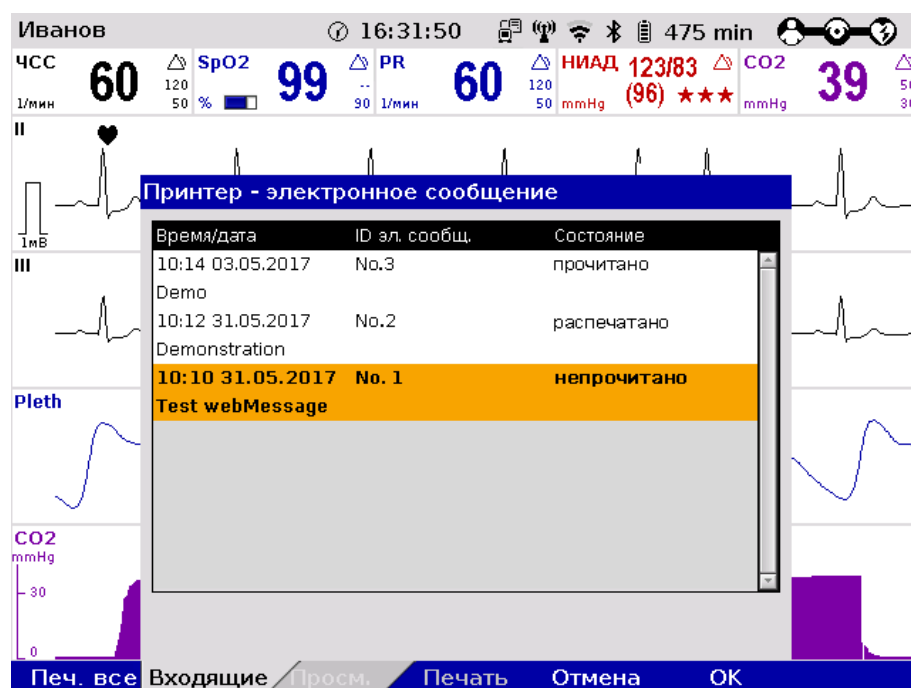 Иванов 16:31:50 475 min
ЧСС 60 1/мин
120
50
SpO2 99 %
--
90
PR 60 1/мин
120
50
НИАД 123/83 (96) ★★★ mmHg
CO2 39 mmHg
II
1мВ
III
Pleth
CO2
mmHg
30
0
Принтер - электронное сообщение
Время/дата ID эл. сообщ. Состояние
10:14 03.05.2017 No.3 прочитано
Demo
10:12 31.05.2017 No.2 распечатано
Demonstration
10:10 31.05.2017 No. 1 непрочитано
Test webMessage
Печ. все Входящие Просм. Печать Отмена OK